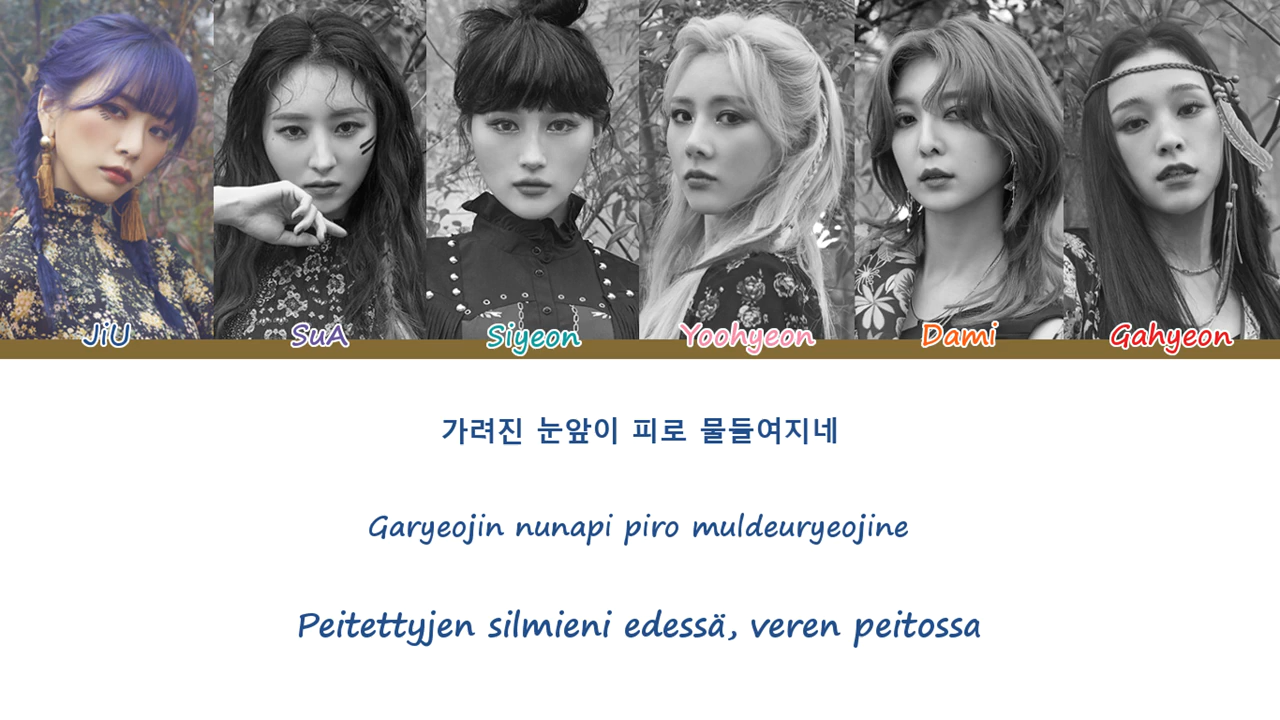 JiU SuA Siyeon Yoohyeon Dami Gahyeon
가려진 눈앞이 피로 물들여지네
Garyeojin nunapi piro muldeuryeojine
Peitettyjen silmieni edessä, veren peitossa